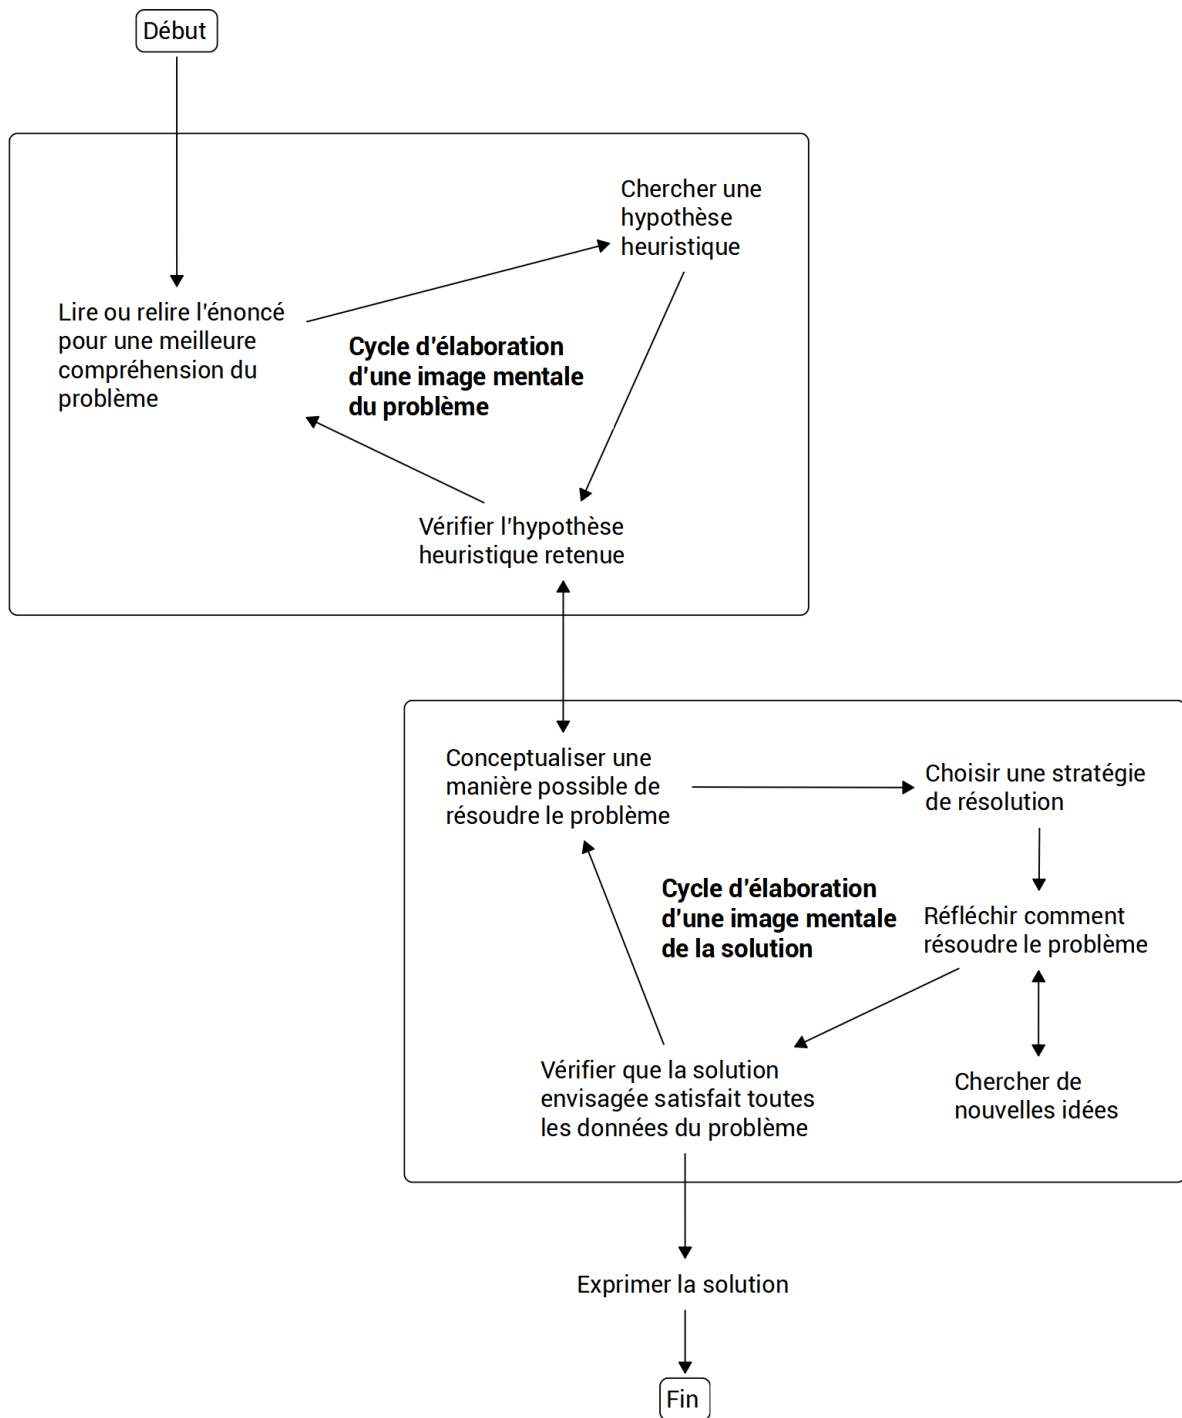 Début
Chercher une
hypothèse
heuristique
Lire ou relire l'énoncé
pour une meilleure
compréhension du
problème
Cycle d'élaboration
d'une image mentale
du problème
Vérifier l'hypothèse
heuristique retenue
Conceptualiser une
manière possible de
résoudre le problème
Choisir une stratégie
de résolution
Cycle d'élaboration
d'une image mentale
de la solution
Réfléchir comment
résoudre le problème
Vérifier que la solution
envisagée satisfait toutes
les données du problème
Chercher de
nouvelles idées
Exprimer la solution
Fin